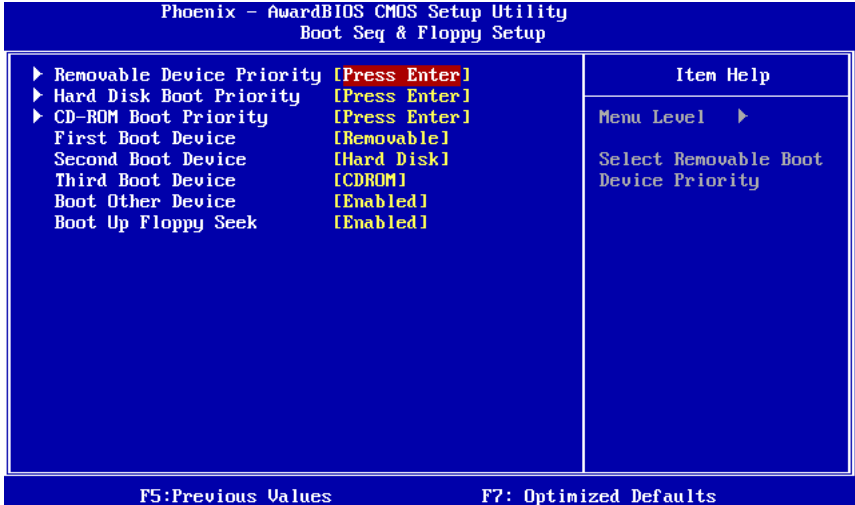 Phoenix - AwardBIOS CMOS Setup Utility
Boot Seq & Floppy Setup
Removable Device Priority [Press Enter]
Hard Disk Boot Priority [Press Enter]
CD-ROM Boot Priority [Press Enter]
First Boot Device [Removable]
Second Boot Device [Hard Disk]
Third Boot Device [CDROM]
Boot Other Device [Enabled]
Boot Up Floppy Seek [Enabled]
Item Help
Menu Level
Select Removable Boot
Device Priority
F5:Previous Values F7: Optimized Defaults